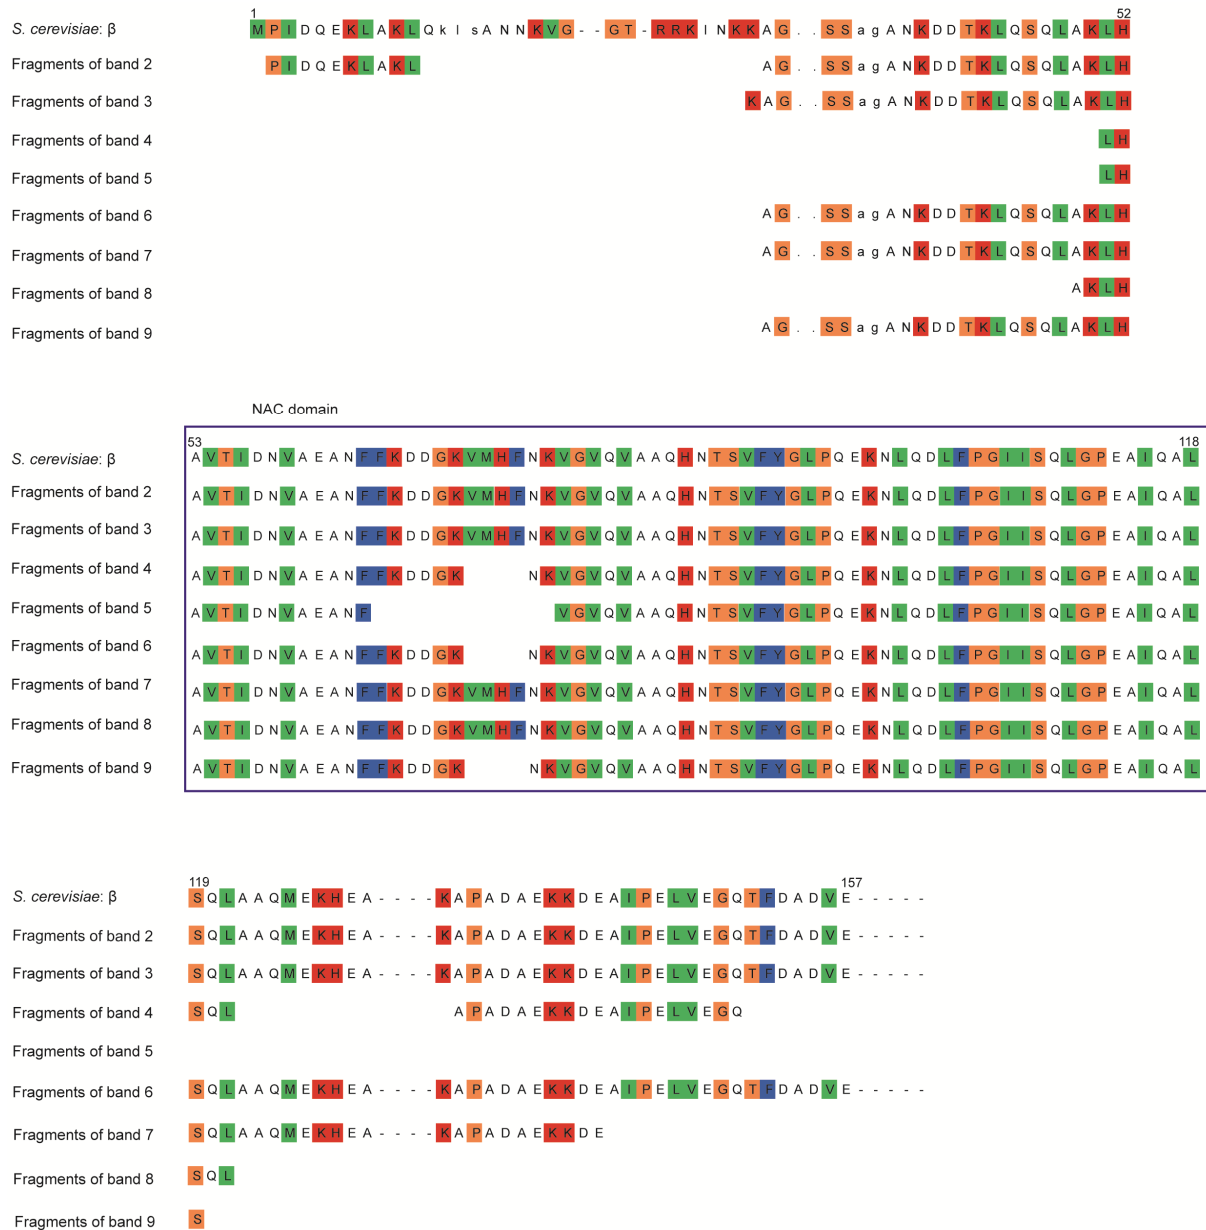 1 52
S. cerevisiae: β M P I D Q E K L A K L Q k l s A N N K V G - - G T - R R K I N K K A G . . S S a g A N K D D T K L Q S Q L A K L H
Fragments of band 2 P I D Q E K L A K L A G . . S S a g A N K D D T K L Q S Q L A K L H
Fragments of band 3 K A G . . S S a g A N K D D T K L Q S Q L A K L H
Fragments of band 4 L H
Fragments of band 5 L H
Fragments of band 6 A G . . S S a g A N K D D T K L Q S Q L A K L H
Fragments of band 7 A G . . S S a g A N K D D T K L Q S Q L A K L H
Fragments of band 8 A K L H
Fragments of band 9 A G . . S S a g A N K D D T K L Q S Q L A K L H
NAC domain
53 118
S. cerevisiae: β A V T I D N V A E A N F F K D D G K V M H F N K V G V Q V A A Q H N T S V F Y G L P Q E K N L Q D L F P G I I S Q L G P E A I Q A L
Fragments of band 2 A V T I D N V A E A N F F K D D G K V M H F N K V G V Q V A A Q H N T S V F Y G L P Q E K N L Q D L F P G I I S Q L G P E A I Q A L
Fragments of band 3 A V T I D N V A E A N F F K D D G K V M H F N K V G V Q V A A Q H N T S V F Y G L P Q E K N L Q D L F P G I I S Q L G P E A I Q A L
Fragments of band 4 A V T I D N V A E A N F F K D D G K N K V G V Q V A A Q H N T S V F Y G L P Q E K N L Q D L F P G I I S Q L G P E A I Q A L
Fragments of band 5 A V T I D N V A E A N F V G V Q V A A Q H N T S V F Y G L P Q E K N L Q D L F P G I I S Q L G P E A I Q A L
Fragments of band 6 A V T I D N V A E A N F F K D D G K N K V G V Q V A A Q H N T S V F Y G L P Q E K N L Q D L F P G I I S Q L G P E A I Q A L
Fragments of band 7 A V T I D N V A E A N F F K D D G K V M H F N K V G V Q V A A Q H N T S V F Y G L P Q E K N L Q D L F P G I I S Q L G P E A I Q A L
Fragments of band 8 A V T I D N V A E A N F F K D D G K V M H F N K V G V Q V A A Q H N T S V F Y G L P Q E K N L Q D L F P G I I S Q L G P E A I Q A L
Fragments of band 9 A V T I D N V A E A N F F K D D G K N K V G V Q V A A Q H N T S V F Y G L P Q E K N L Q D L F P G I I S Q L G P E A I Q A L
119 157
S. cerevisiae: β S Q L A A Q M E K H E A - - - - K A P A D A E K K D E A I P E L V E G Q T F D A D V E - - - - -
Fragments of band 2 S Q L A A Q M E K H E A - - - - K A P A D A E K K D E A I P E L V E G Q T F D A D V E - - - - -
Fragments of band 3 S Q L A A Q M E K H E A - - - - K A P A D A E K K D E A I P E L V E G Q T F D A D V E - - - - -
Fragments of band 4 S Q L A P A D A E K K D E A I P E L V E G Q
Fragments of band 5
Fragments of band 6 S Q L A A Q M E K H E A - - - - K A P A D A E K K D E A I P E L V E G Q T F D A D V E - - - - -
Fragments of band 7 S Q L A A Q M E K H E A - - - - K A P A D A E K K D E
Fragments of band 8 S Q L
Fragments of band 9 S